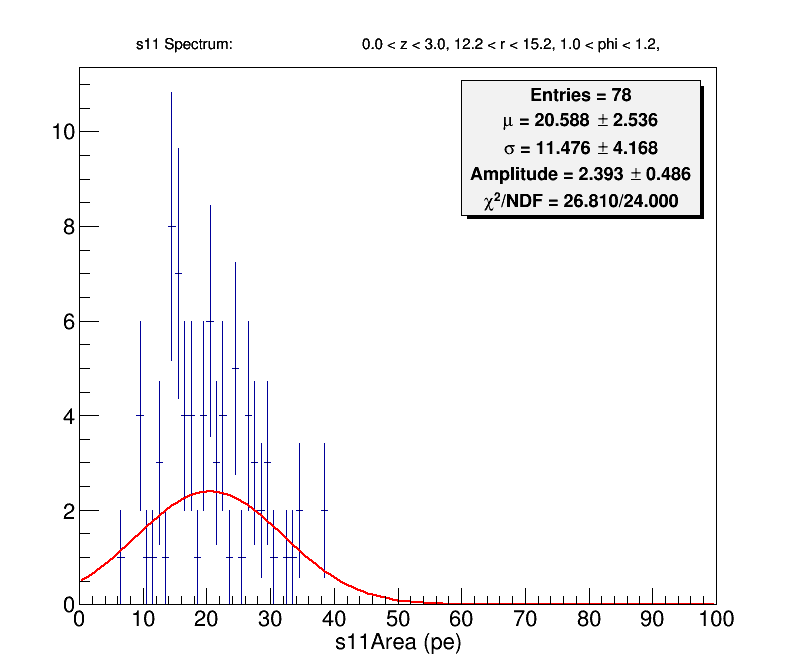 s11 Spectrum: 0.0 < z < 3.0, 12.2 < r < 15.2, 1.0 < phi < 1.2,
Entries = 78
μ = 20.588 ± 2.536
σ = 11.476 ± 4.168
Amplitude = 2.393 ± 0.486
χ²/NDF = 26.810/24.000
10
8
6
4
2
0
0 10 20 30 40 50 60 70 80 90 100
s11Area (pe)